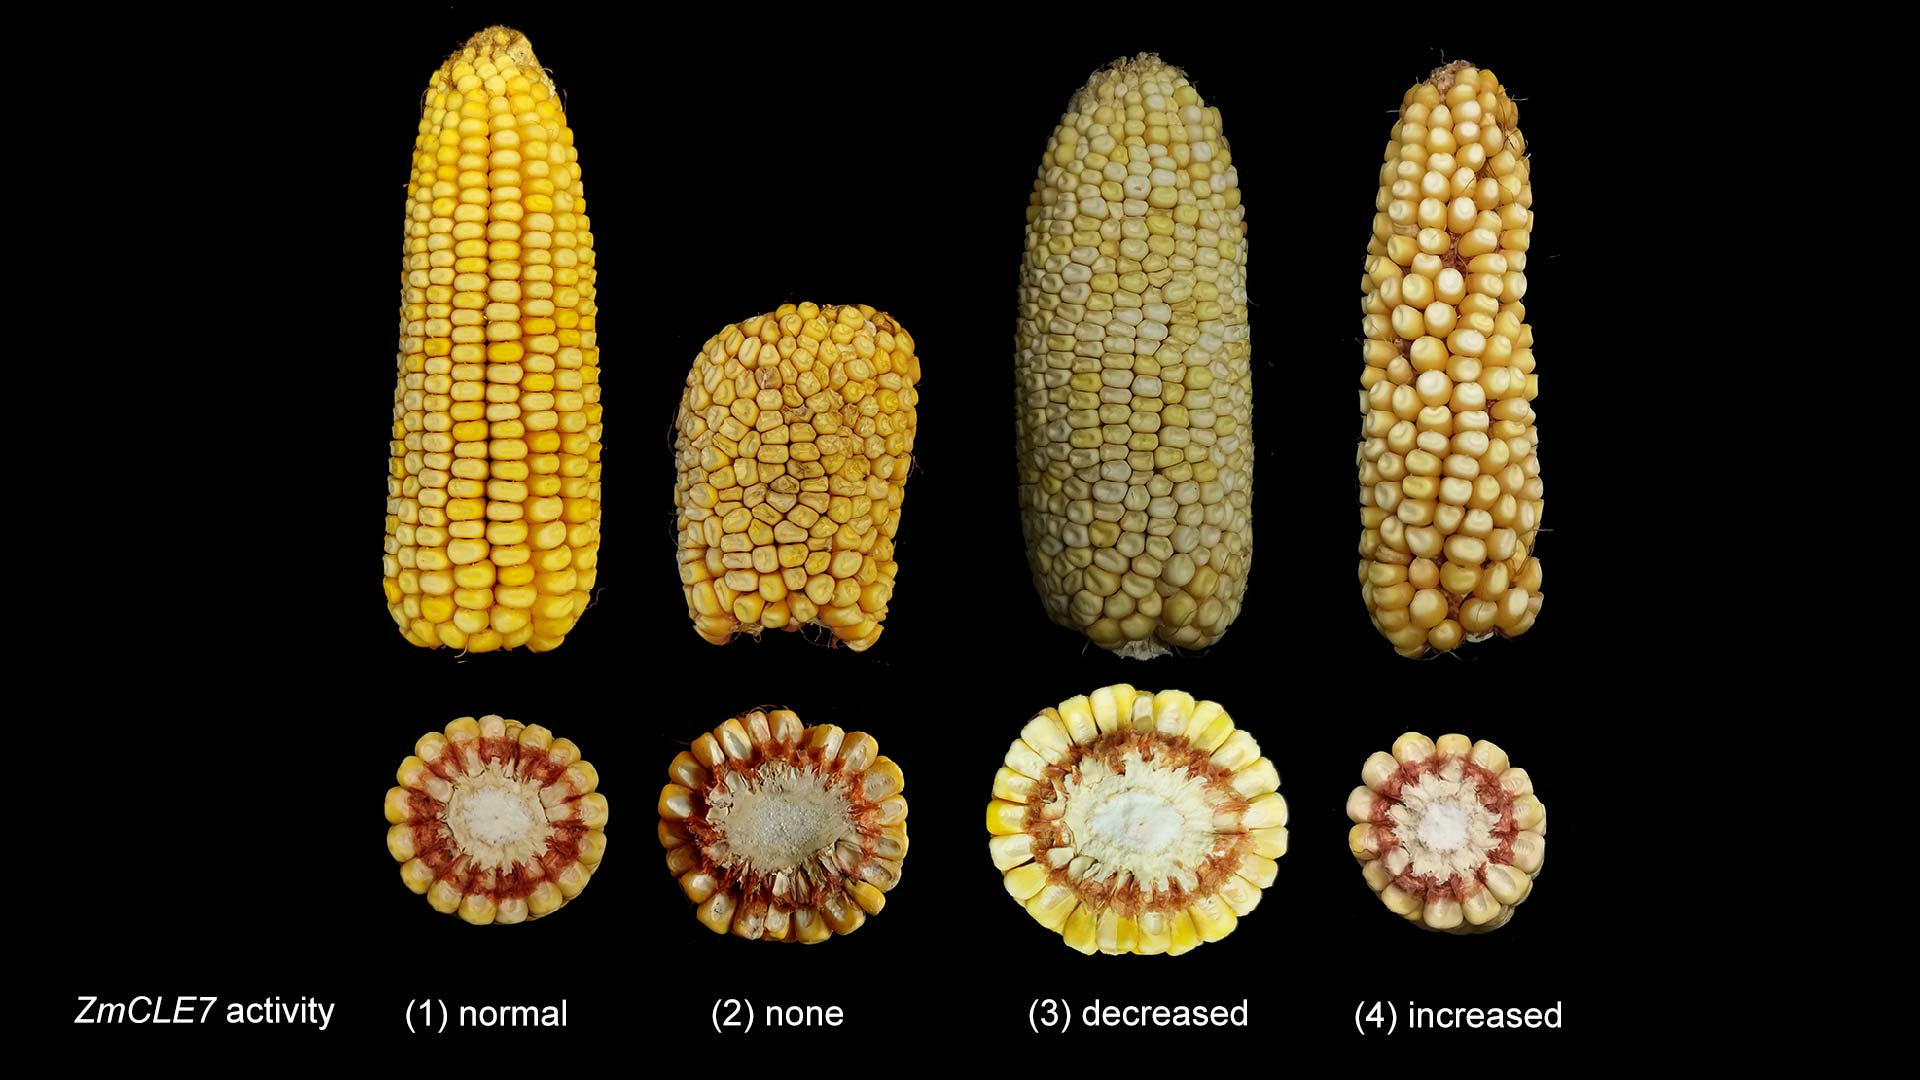 ZmCLE7 activity (1) normal (2) none (3) decreased (4) increased